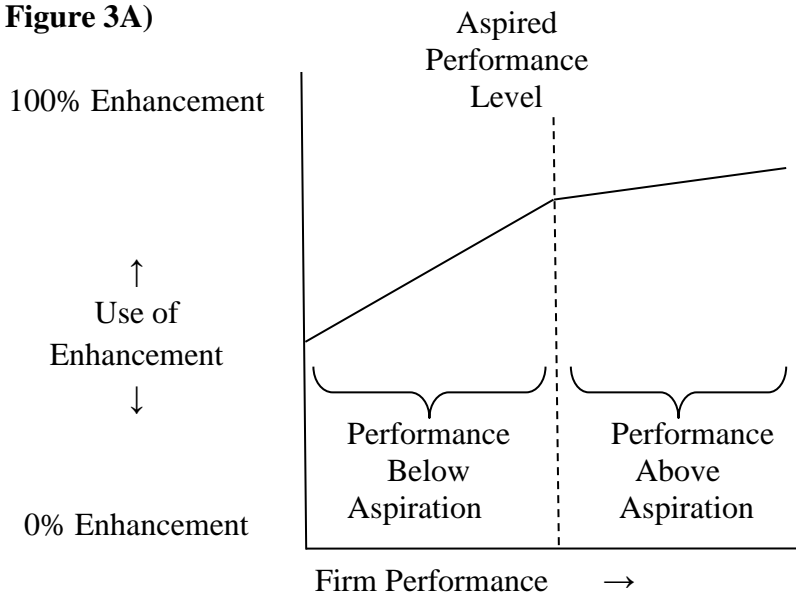 Figure 3A)
Aspired
Performance
Level
100% Enhancement
↑
Use of
Enhancement
↓
Performance
Below
Aspiration
Performance
Above
Aspiration
0% Enhancement
Firm Performance →